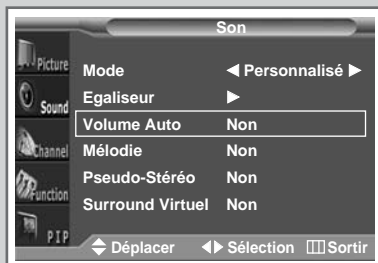 Son
Picture
Mode ◀ Personnalisé ▶
Sound
Egaliseur ▶
Volume Auto Non
Channel
Mélodie Non
Function
Pseudo-Stéréo Non
Surround Virtuel Non
PIP
Déplacer Sélection Sortir